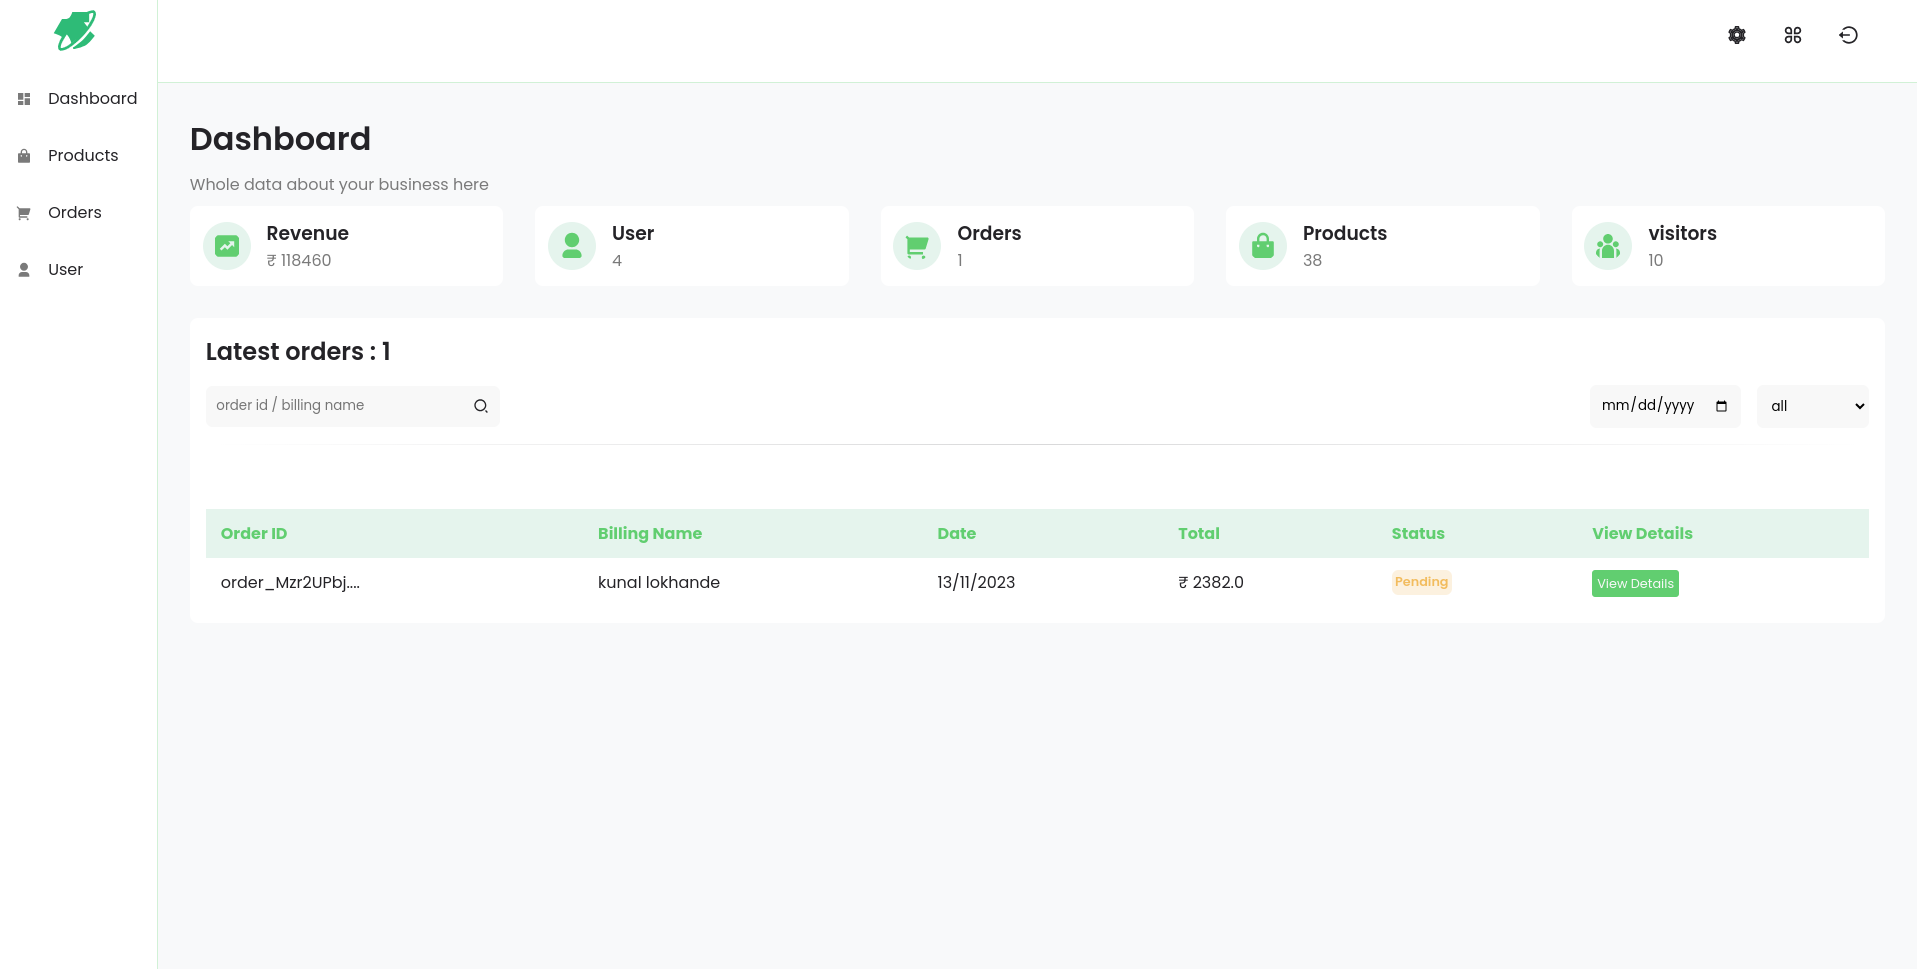 Dashboard
Products
Orders
User
Dashboard
Whole data about your business here
Revenue
₹ 118460
User
4
Orders
1
Products
38
visitors
10
Latest orders : 1
order id / billing name
mm/dd/yyyy
all
Order ID Billing Name Date Total Status View Details
order_Mzr2UPbj.... kunal lokhande 13/11/2023 ₹ 2382.0 Pending View Details